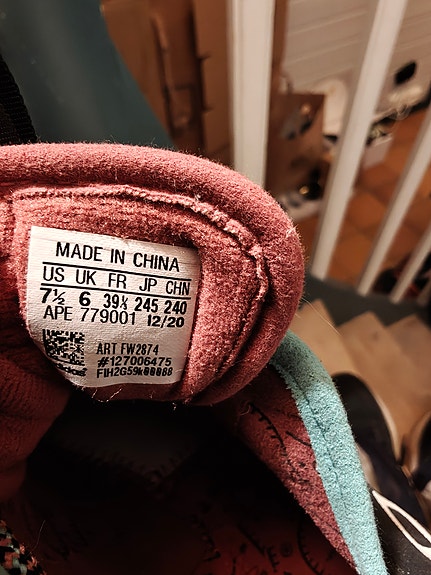 MADE IN CHINA
US UK FR JP CHN
7½ 6 39⅓ 245 240
APE 779001 12/20
ART FW2874
#127006475
adidas